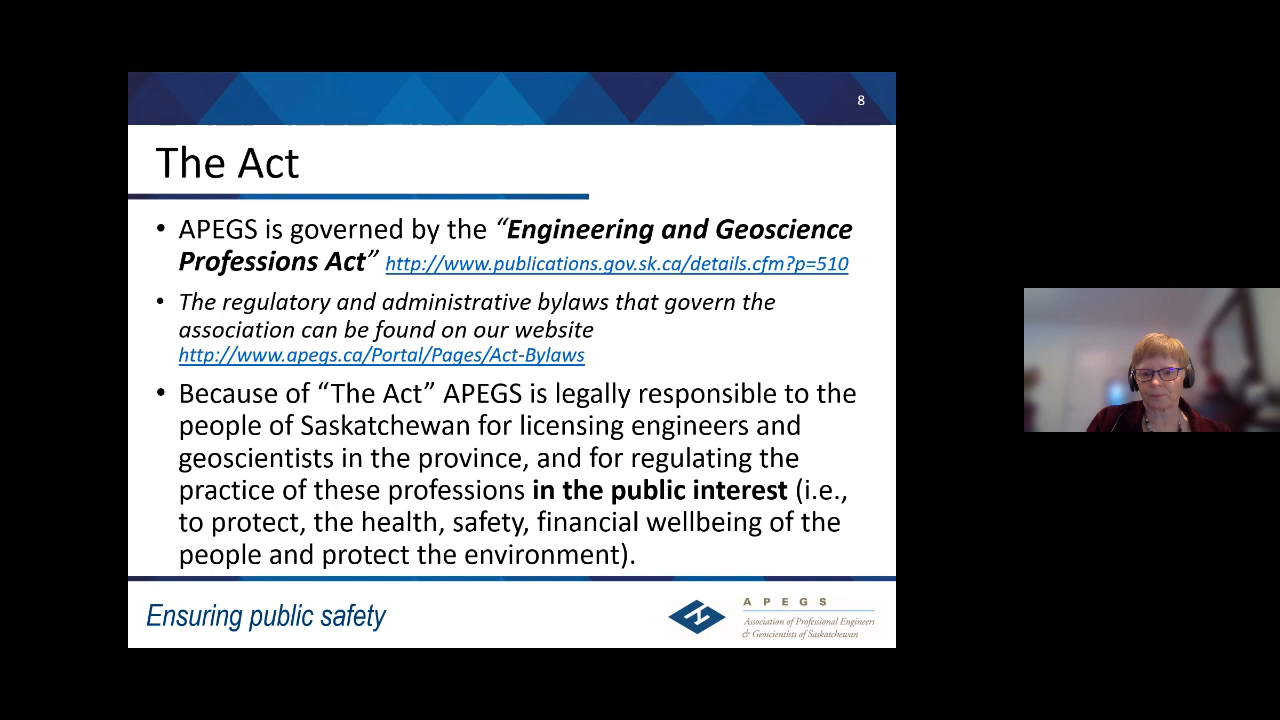 8
The Act
• APEGS is governed by the “Engineering and Geoscience
Professions Act” http://www.publications.gov.sk.ca/details.cfm?p=510
• The regulatory and administrative bylaws that govern the
association can be found on our website
http://www.apegs.ca/Portal/Pages/Act-Bylaws
• Because of “The Act” APEGS is legally responsible to the
people of Saskatchewan for licensing engineers and
geoscientists in the province, and for regulating the
practice of these professions in the public interest (i.e.,
to protect, the health, safety, financial wellbeing of the
people and protect the environment).
Ensuring public safety
A P E G S
Association of Professional Engineers
& Geoscientists of Saskatchewan